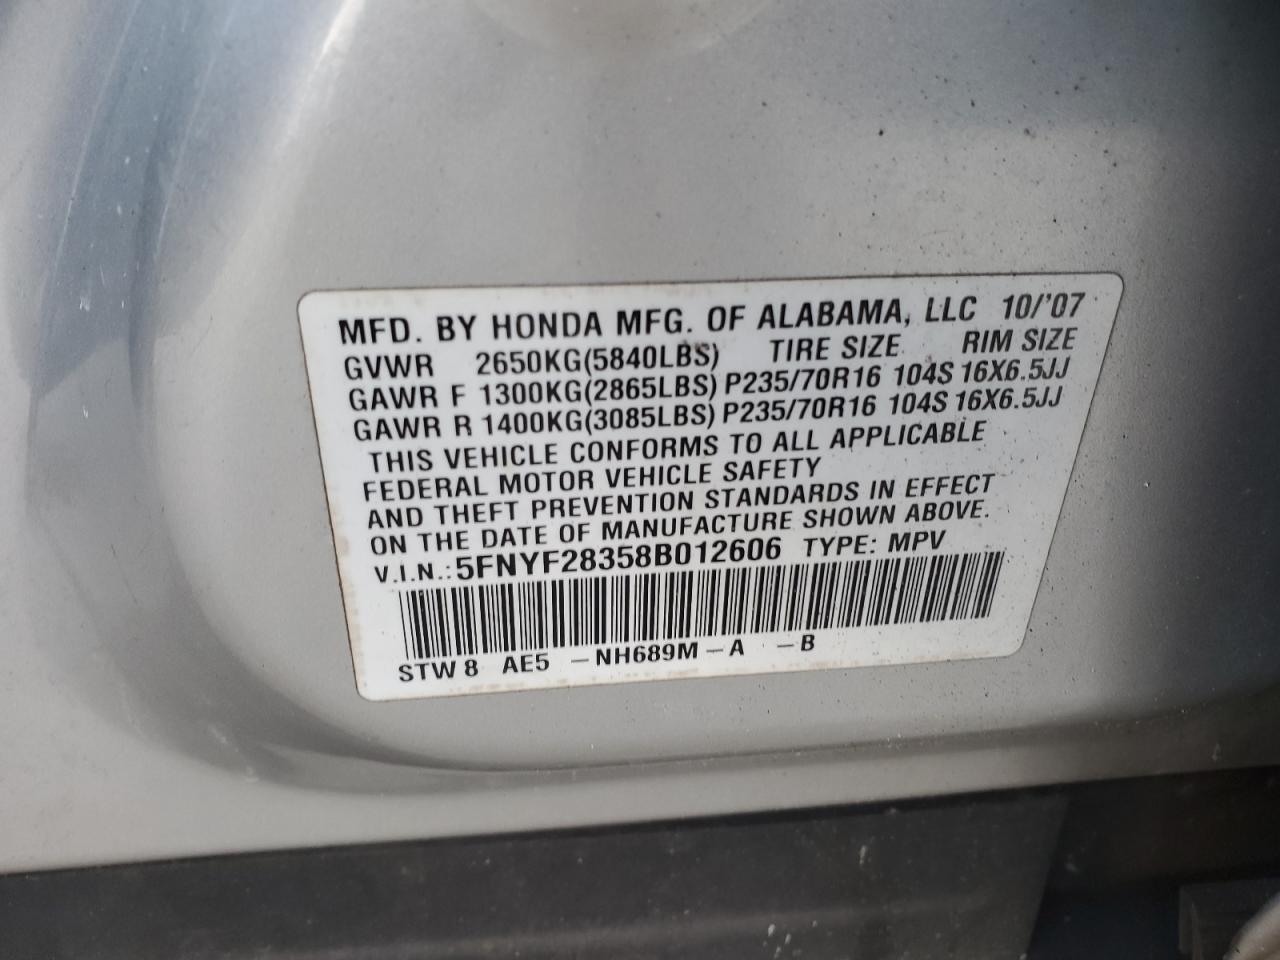 MFD. BY HONDA MFG. OF ALABAMA, LLC 10/'07
GVWR 2650KG(5840LBS) TIRE SIZE RIM SIZE
GAWR F 1300KG(2865LBS) P235/70R16 104S 16X6.5JJ
GAWR R 1400KG(3085LBS) P235/70R16 104S 16X6.5JJ
THIS VEHICLE CONFORMS TO ALL APPLICABLE
FEDERAL MOTOR VEHICLE SAFETY
AND THEFT PREVENTION STANDARDS IN EFFECT
ON THE DATE OF MANUFACTURE SHOWN ABOVE.
V.I.N.: 5FNYF28358B012606 TYPE: MPV
STW 8 AE5 -NH689M-A -B